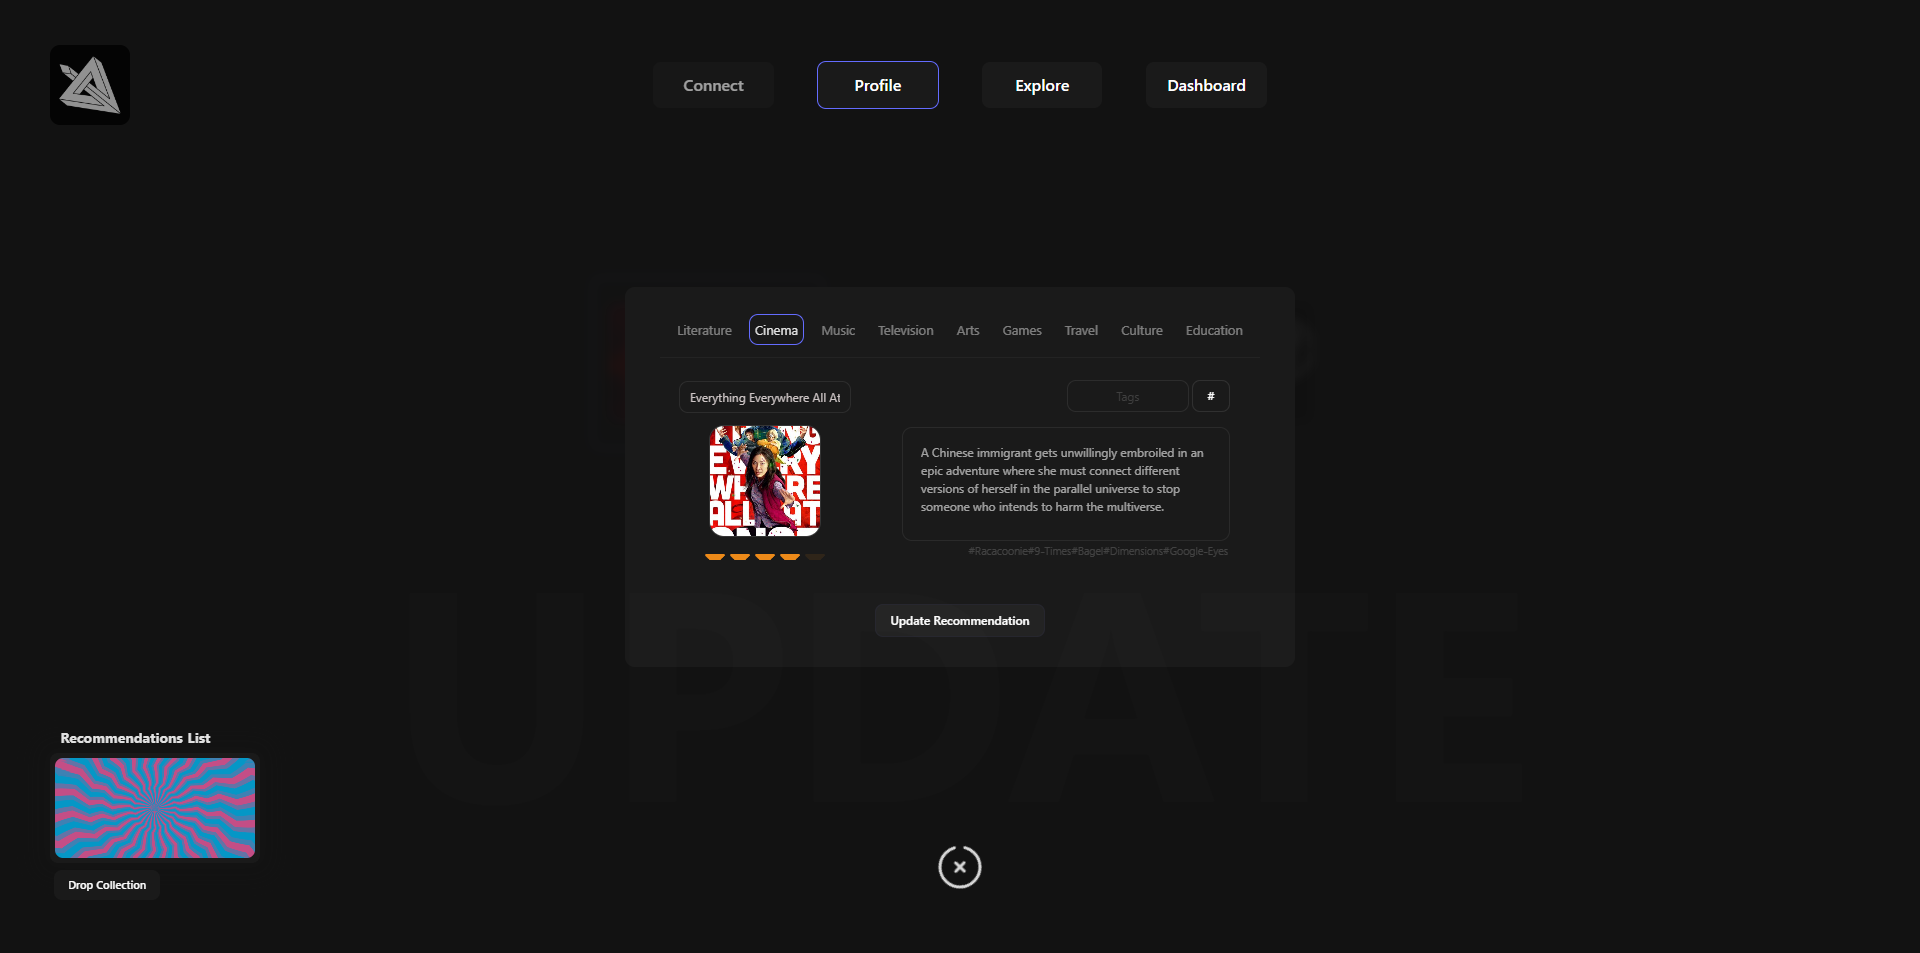 Connect
Profile
Explore
Dashboard
Literature
Cinema
Music
Television
Arts
Games
Travel
Culture
Education
Everything Everywhere All At
Tags
#
EVERY
WHERE
ALL AT
A Chinese immigrant gets unwillingly embroiled in an
epic adventure where she must connect different
versions of herself in the parallel universe to stop
someone who intends to harm the multiverse.
#Racacoonie#9-Times#Bagel#Dimensions#Google-Eyes
Update Recommendation
UPDATE
Recommendations List
Drop Collection